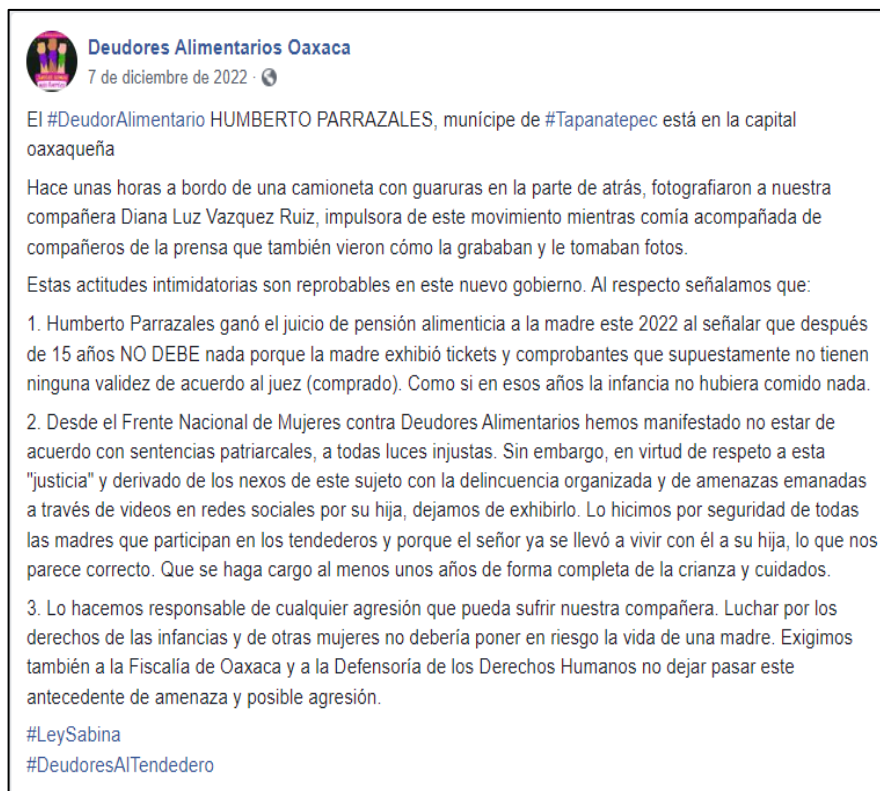 Deudores Alimentarios Oaxaca
7 de diciembre de 2022 ·
El #DeudorAlimentario HUMBERTO PARRAZALES, munícipe de #Tapanatepec está en la capital
oaxaqueña
Hace unas horas a bordo de una camioneta con guaruras en la parte de atrás, fotografiaron a nuestra
compañera Diana Luz Vazquez Ruiz, impulsora de este movimiento mientras comía acompañada de
compañeros de la prensa que también vieron cómo la grababan y le tomaban fotos.
Estas actitudes intimidatorias son reprobables en este nuevo gobierno. Al respecto señalamos que:
1. Humberto Parrazales ganó el juicio de pensión alimenticia a la madre este 2022 al señalar que después
de 15 años NO DEBE nada porque la madre exhibió tickets y comprobantes que supuestamente no tienen
ninguna validez de acuerdo al juez (comprado). Como si en esos años la infancia no hubiera comido nada.
2. Desde el Frente Nacional de Mujeres contra Deudores Alimentarios hemos manifestado no estar de
acuerdo con sentencias patriarcales, a todas luces injustas. Sin embargo, en virtud de respeto a esta
"justicia" y derivado de los nexos de este sujeto con la delincuencia organizada y de amenazas emanadas
a través de videos en redes sociales por su hija, dejamos de exhibirlo. Lo hicimos por seguridad de todas
las madres que participan en los tendederos y porque el señor ya se llevó a vivir con él a su hija, lo que nos
parece correcto. Que se haga cargo al menos unos años de forma completa de la crianza y cuidados.
3. Lo hacemos responsable de cualquier agresión que pueda sufrir nuestra compañera. Luchar por los
derechos de las infancias y de otras mujeres no debería poner en riesgo la vida de una madre. Exigimos
también a la Fiscalía de Oaxaca y a la Defensoría de los Derechos Humanos no dejar pasar este
antecedente de amenaza y posible agresión.
#LeySabina
#DeudoresAlTendedero